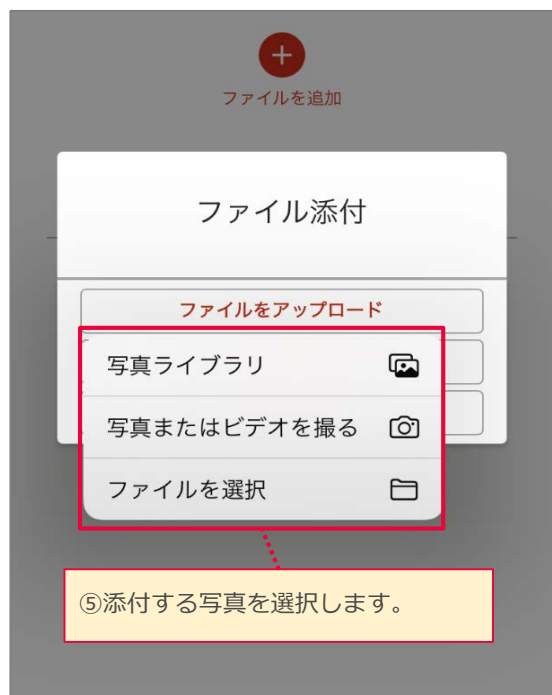 ファイルを追加
ファイル添付
ファイルをアップロード
写真ライブラリ
写真またはビデオを撮る
ファイルを選択
⑤添付する写真を選択します。